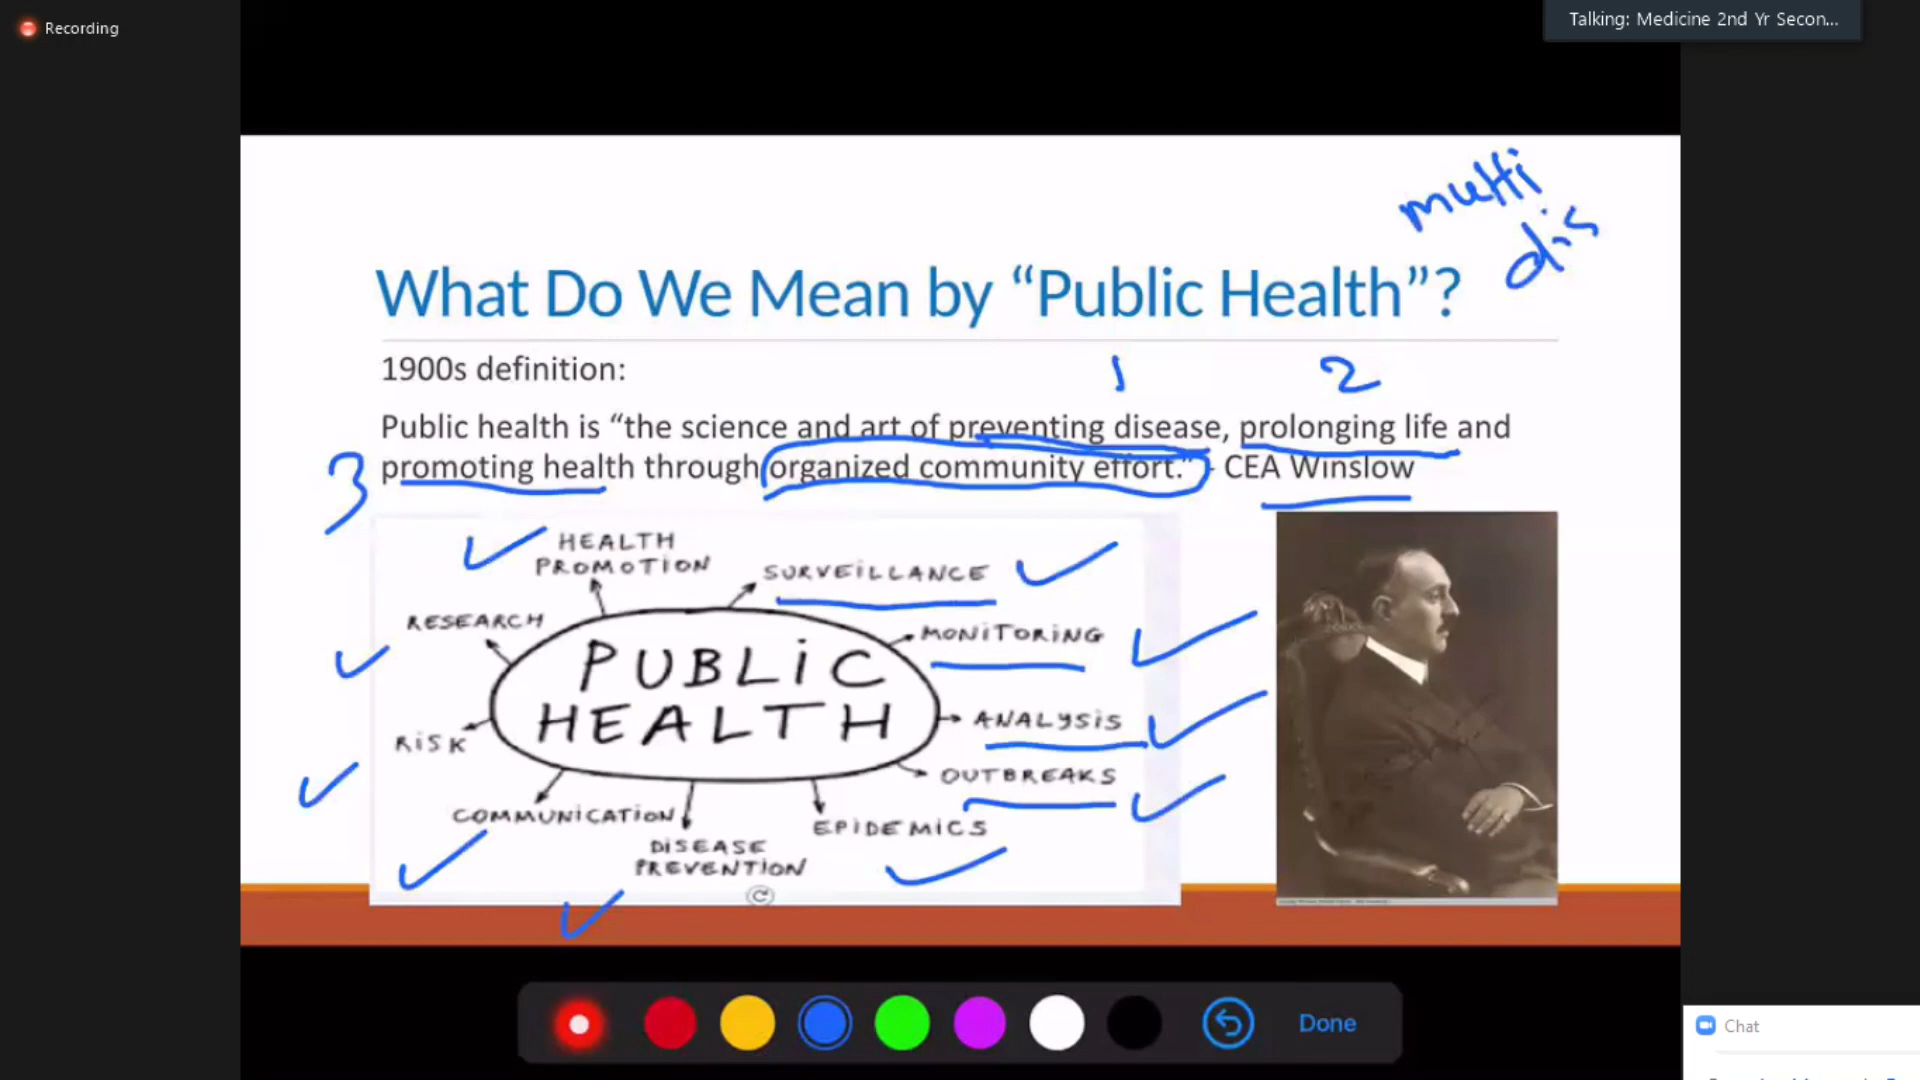 Recording
Talking: Medicine 2nd Yr Secon...
multi
dis
What Do We Mean by “Public Health”?
1900s definition:
1
2
Public health is “the science and art of preventing disease, prolonging life and
3
promoting health through organized community effort.” - CEA Winslow
HEALTH
PROMOTION
SURVEILLANCE
RESEARCH
MONITORING
PUBLIC
HEALTH
ANALYSIS
RISK
OUTBREAKS
COMMUNICATION
EPIDEMICS
DISEASE
PREVENTION
Done
Chat